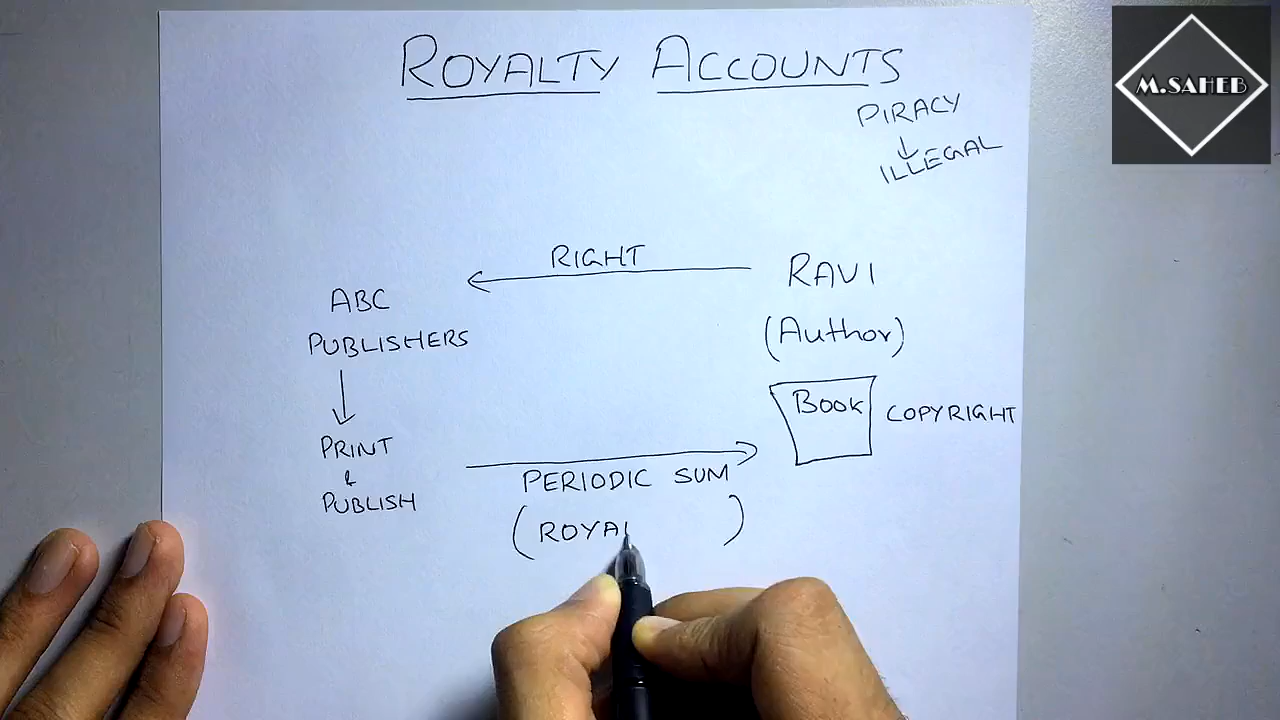 ROYALTY ACCOUNTS
M.SAHEB
PIRACY
ILLEGAL
RIGHT
RAVI
(Author)
ABC
PUBLISHERS
Book
COPYRIGHT
PRINT
&
PUBLISH
PERIODIC SUM
(ROYAL )